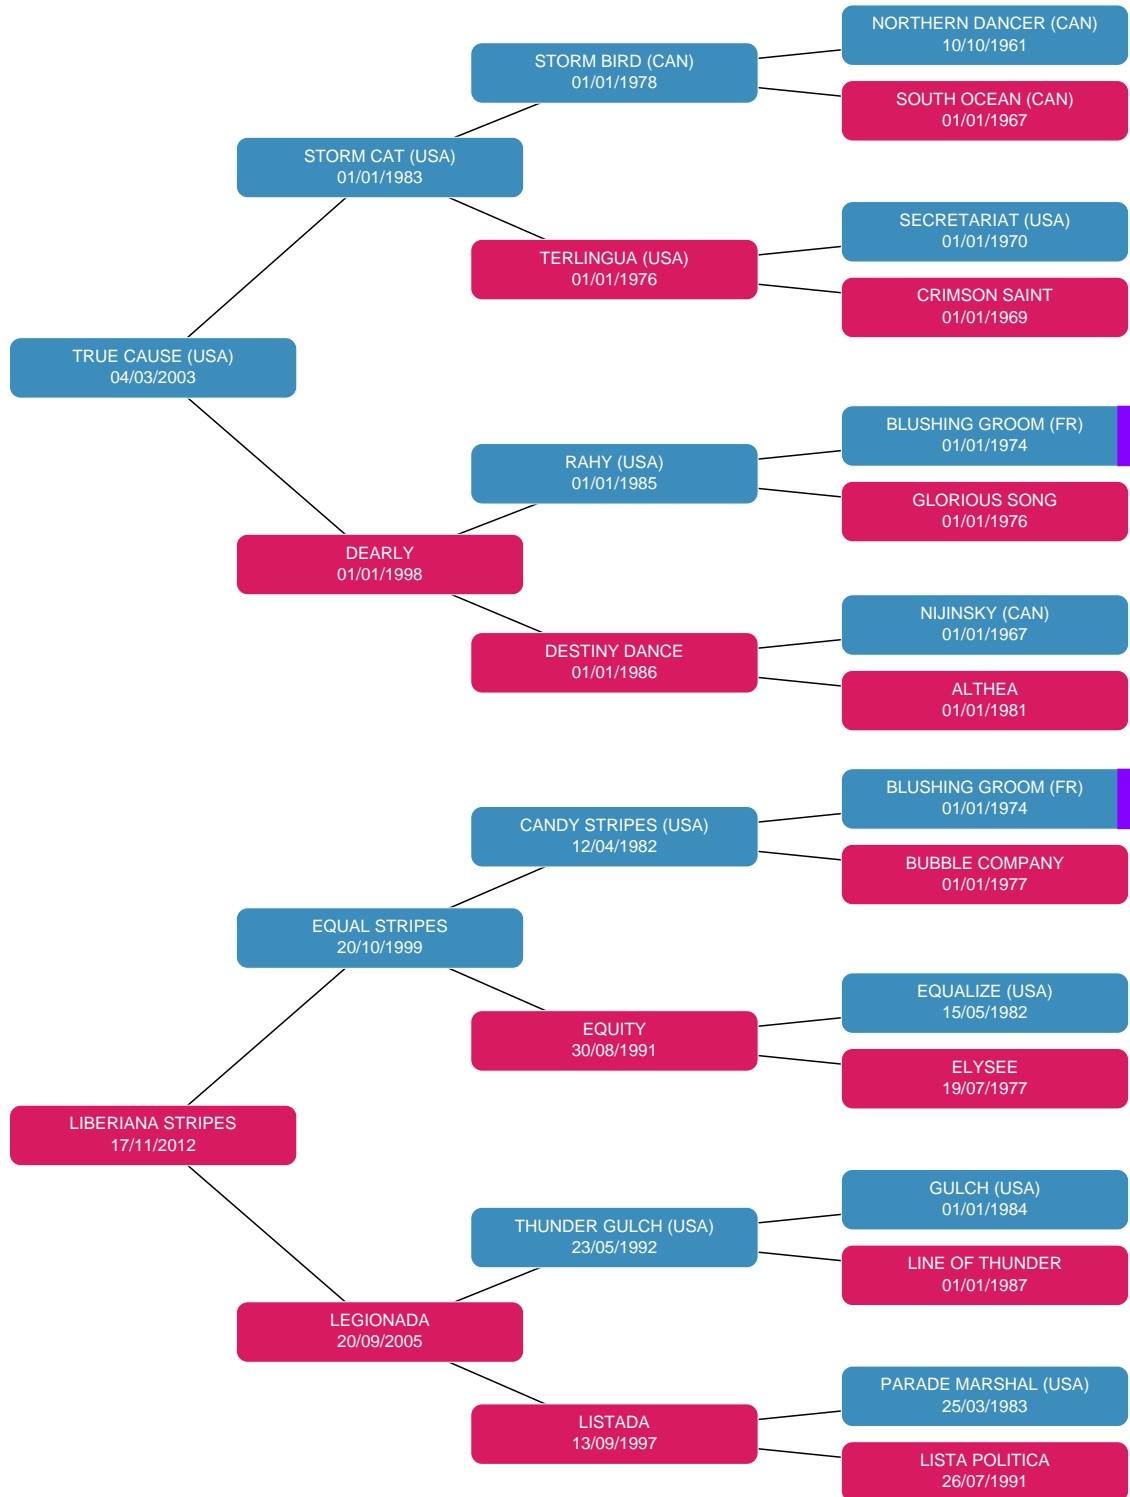 NORTHERN DANCER (CAN)
10/10/1961
STORM BIRD (CAN)
01/01/1978
SOUTH OCEAN (CAN)
01/01/1967
STORM CAT (USA)
01/01/1983
SECRETARIAT (USA)
01/01/1970
TERLINGUA (USA)
01/01/1976
CRIMSON SAINT
01/01/1969
TRUE CAUSE (USA)
04/03/2003
BLUSHING GROOM (FR)
01/01/1974
RAHY (USA)
01/01/1985
GLORIOUS SONG
01/01/1976
DEARLY
01/01/1998
NIJINSKY (CAN)
01/01/1967
DESTINY DANCE
01/01/1986
ALTHEA
01/01/1981
BLUSHING GROOM (FR)
01/01/1974
CANDY STRIPES (USA)
12/04/1982
BUBBLE COMPANY
01/01/1977
EQUAL STRIPES
20/10/1999
EQUALIZE (USA)
15/05/1982
EQUITY
30/08/1991
ELYSEE
19/07/1977
LIBERIANA STRIPES
17/11/2012
GULCH (USA)
01/01/1984
THUNDER GULCH (USA)
23/05/1992
LINE OF THUNDER
01/01/1987
LEGIONADA
20/09/2005
PARADE MARSHAL (USA)
25/03/1983
LISTADA
13/09/1997
LISTA POLITICA
26/07/1991